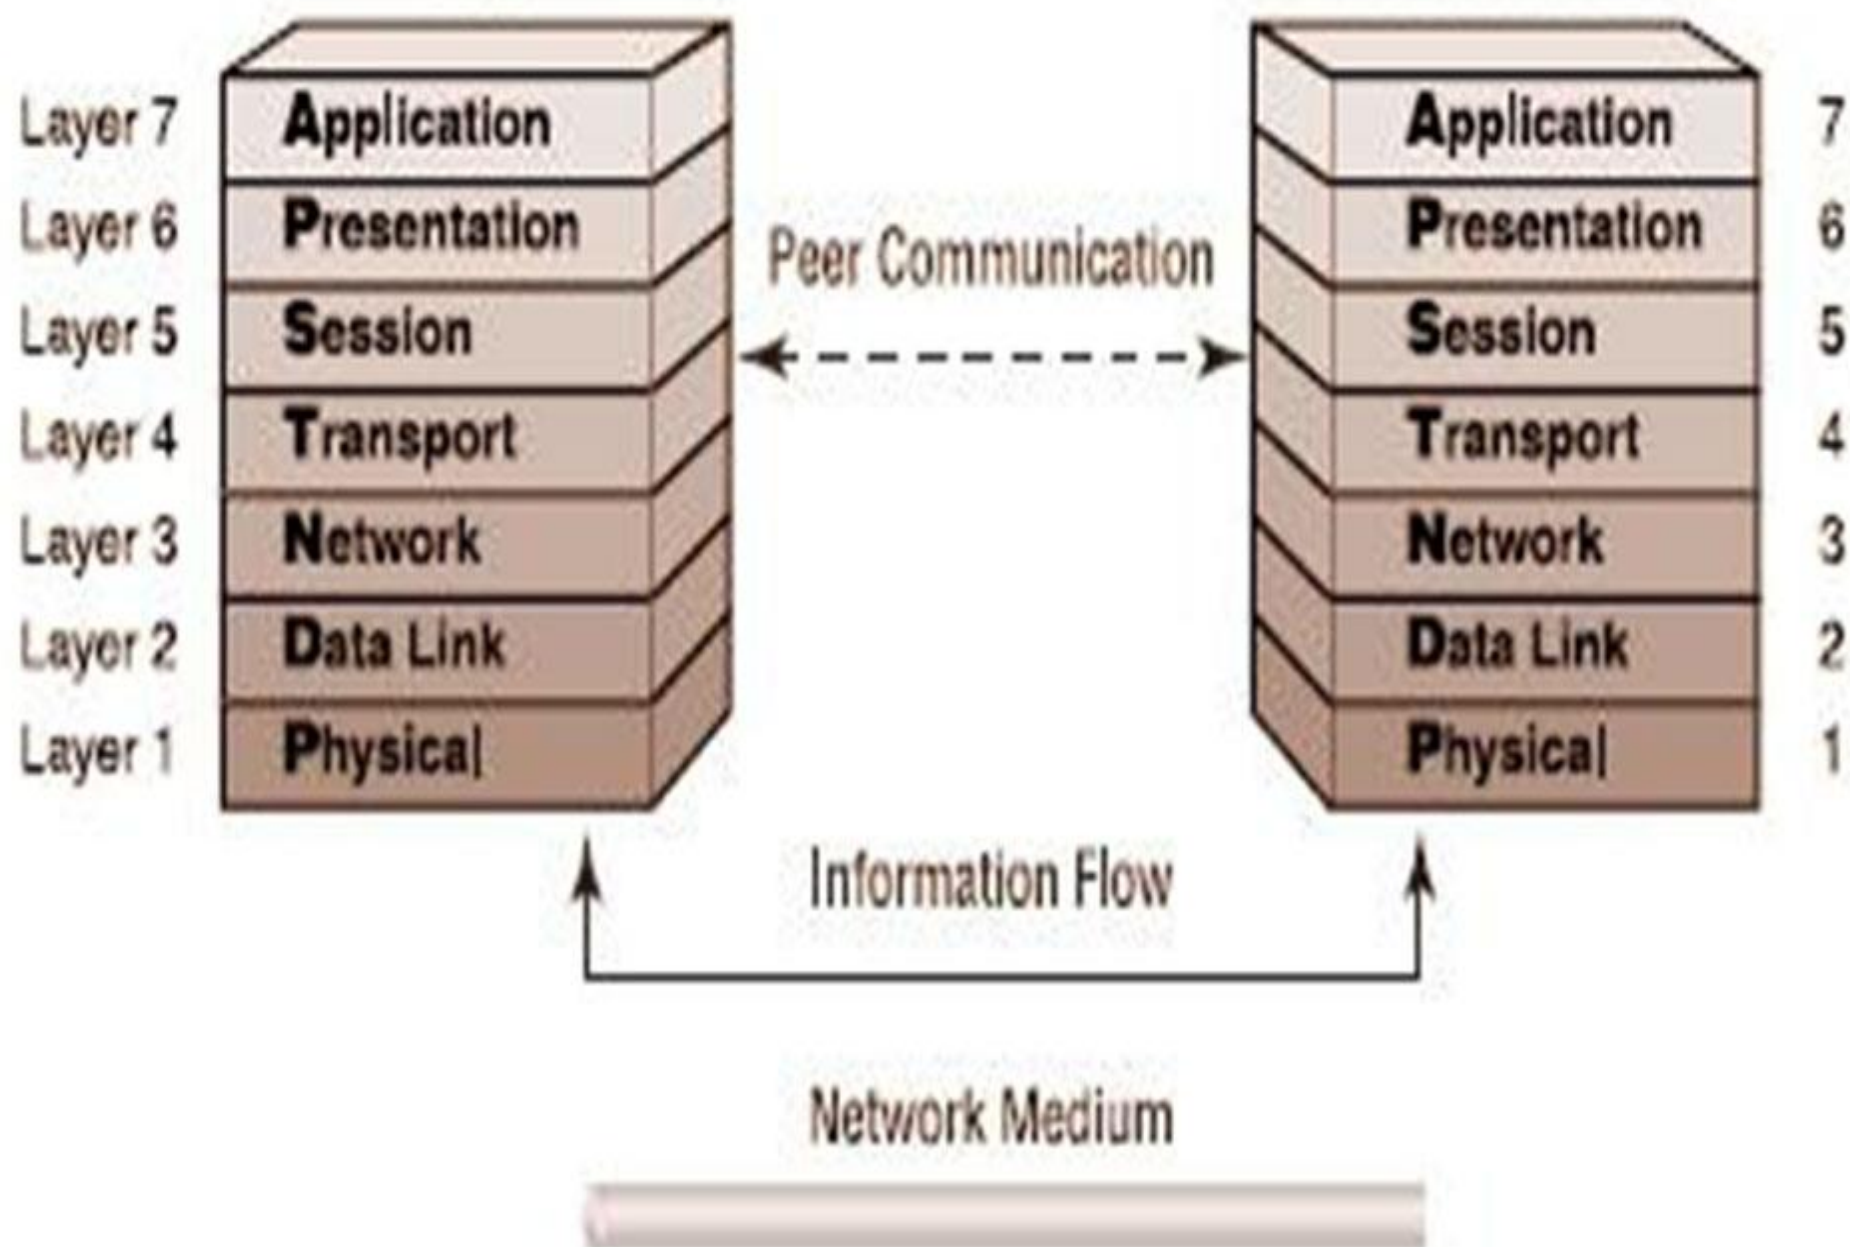 Layer 7 Application Application 7
Layer 6 Presentation Presentation 6
Peer Communication
Layer 5 Session Session 5
Layer 4 Transport Transport 4
Layer 3 Network Network 3
Layer 2 Data Link Data Link 2
Layer 1 Physical Physical 1
Information Flow
Network Medium